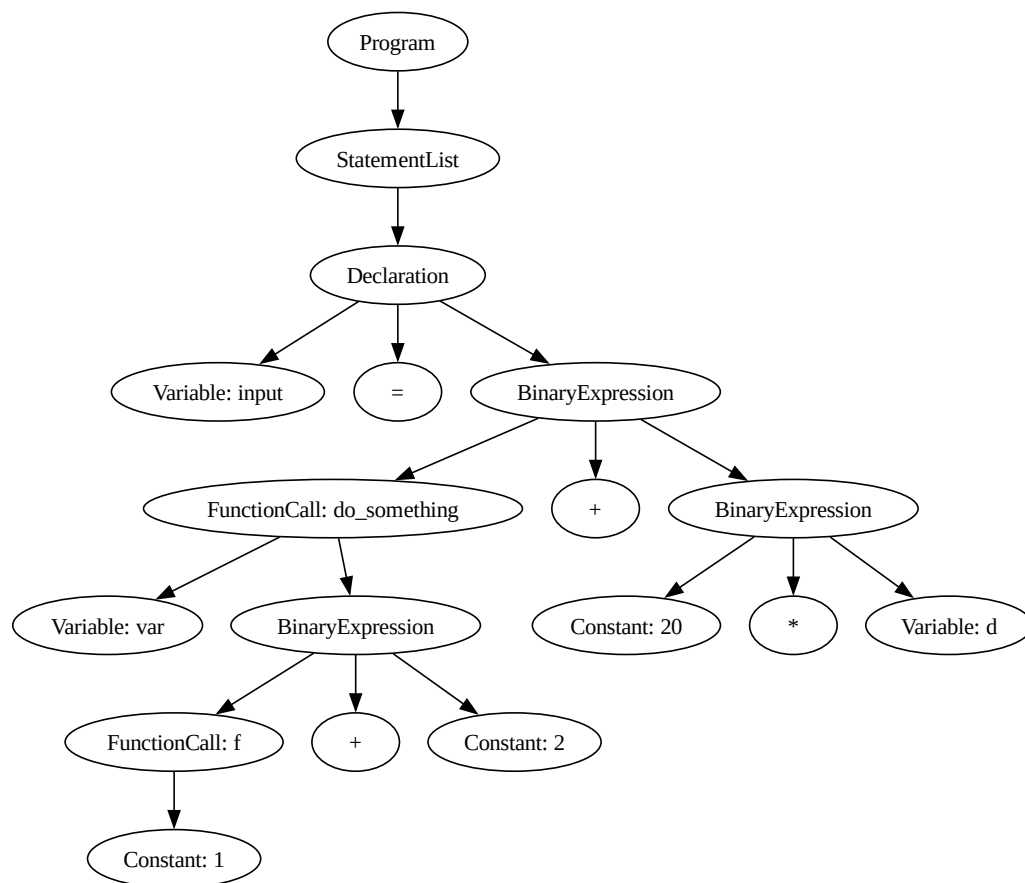 Program
StatementList
Declaration
Variable: input
=
BinaryExpression
FunctionCall: do_something
+
BinaryExpression
Variable: var
BinaryExpression
Constant: 20
*
Variable: d
FunctionCall: f
+
Constant: 2
Constant: 1